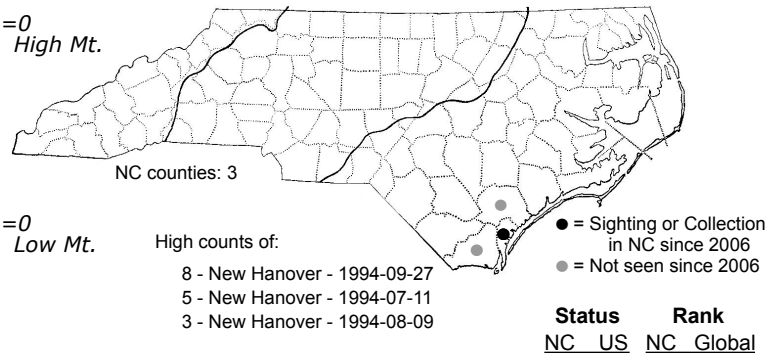 =0
High Mt.
NC counties: 3
=0
Low Mt.
High counts of:
8 - New Hanover - 1994-09-27
5 - New Hanover - 1994-07-11
3 - New Hanover - 1994-08-09
= Sighting or Collection
in NC since 2006
= Not seen since 2006
Status Rank
NC US NC Global